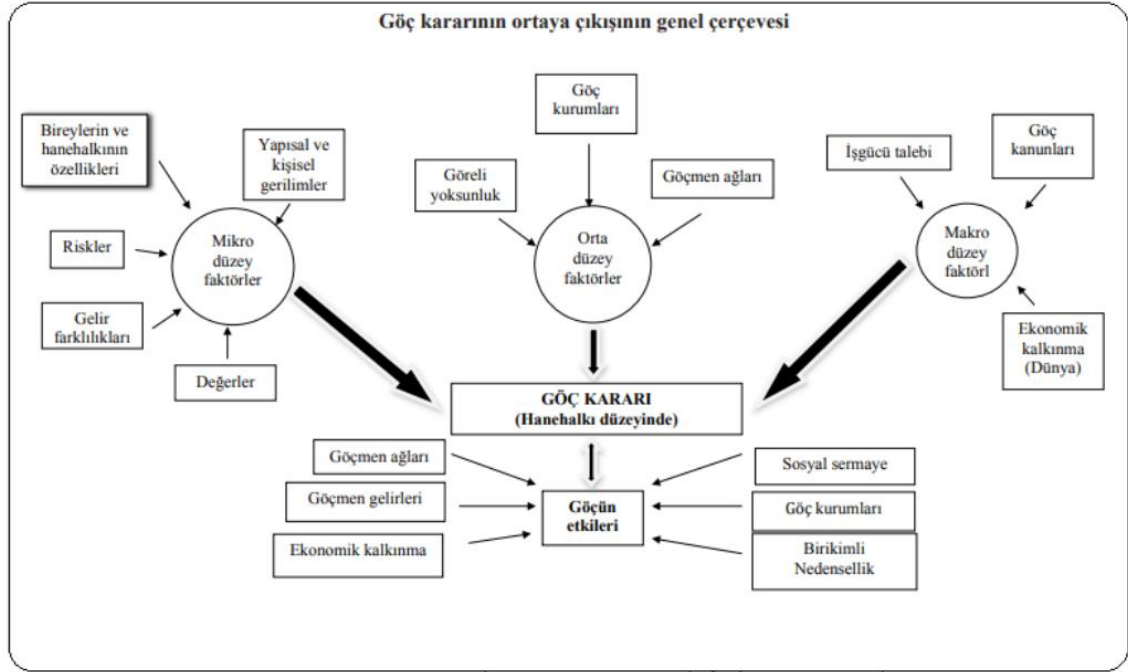 Göç kararının ortaya çıkışının genel çerçevesi
Bireylerin ve
hanehalkının
özellikleri
Yapısal ve
kişisel
gerilimler
Riskler
Gelir
farklılıkları
Değerler
Mikro
düzey
faktörler
Göç
kurumları
Göreli
yoksunluk
Göçmen ağları
Orta
düzey
faktörler
İşgücü talebi
Göç
kanunları
Makro
düzey
faktörl
Ekonomik
kalkınma
(Dünya)
GÖÇ KARARI
(Hanehalkı düzeyinde)
Göçmen ağları
Göçmen gelirleri
Ekonomik kalkınma
Göçün
etkileri
Sosyal sermaye
Göç kurumları
Birikimli
Nedensellik